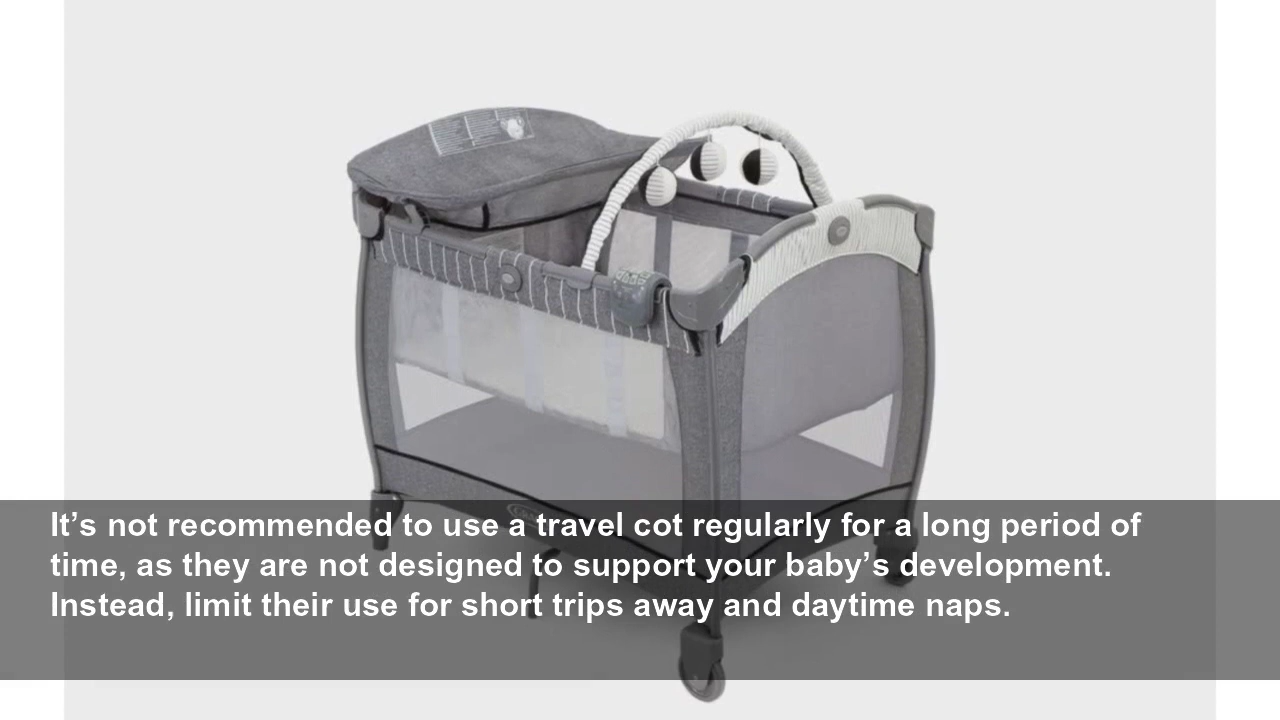 It’s not recommended to use a travel cot regularly for a long period of
time, as they are not designed to support your baby’s development.
Instead, limit their use for short trips away and daytime naps.